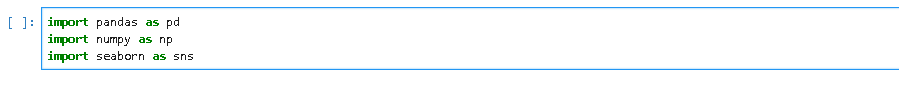 [ ]: import pandas as pd
import numpy as np
import seaborn as sns